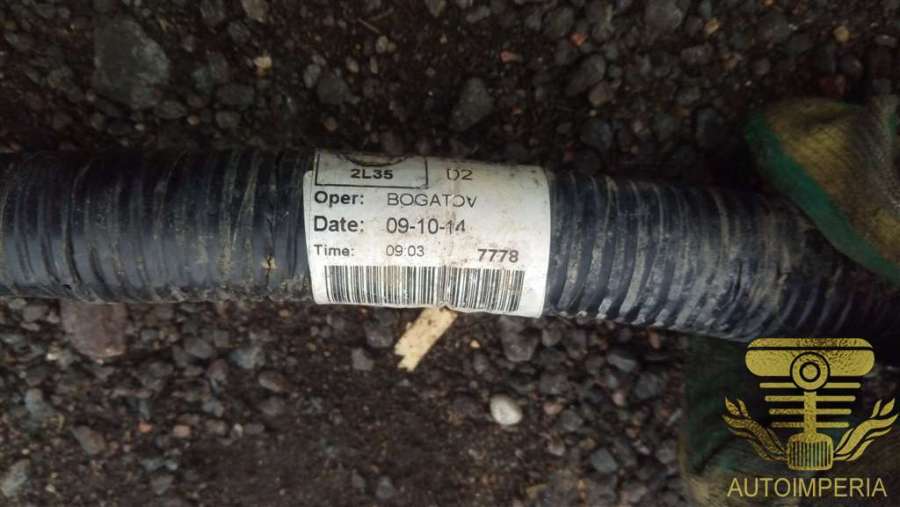 2L35 D2
Oper: BOGATOV
Date: 09-10-14
Time: 09:03 7778
AUTOIMPERIA